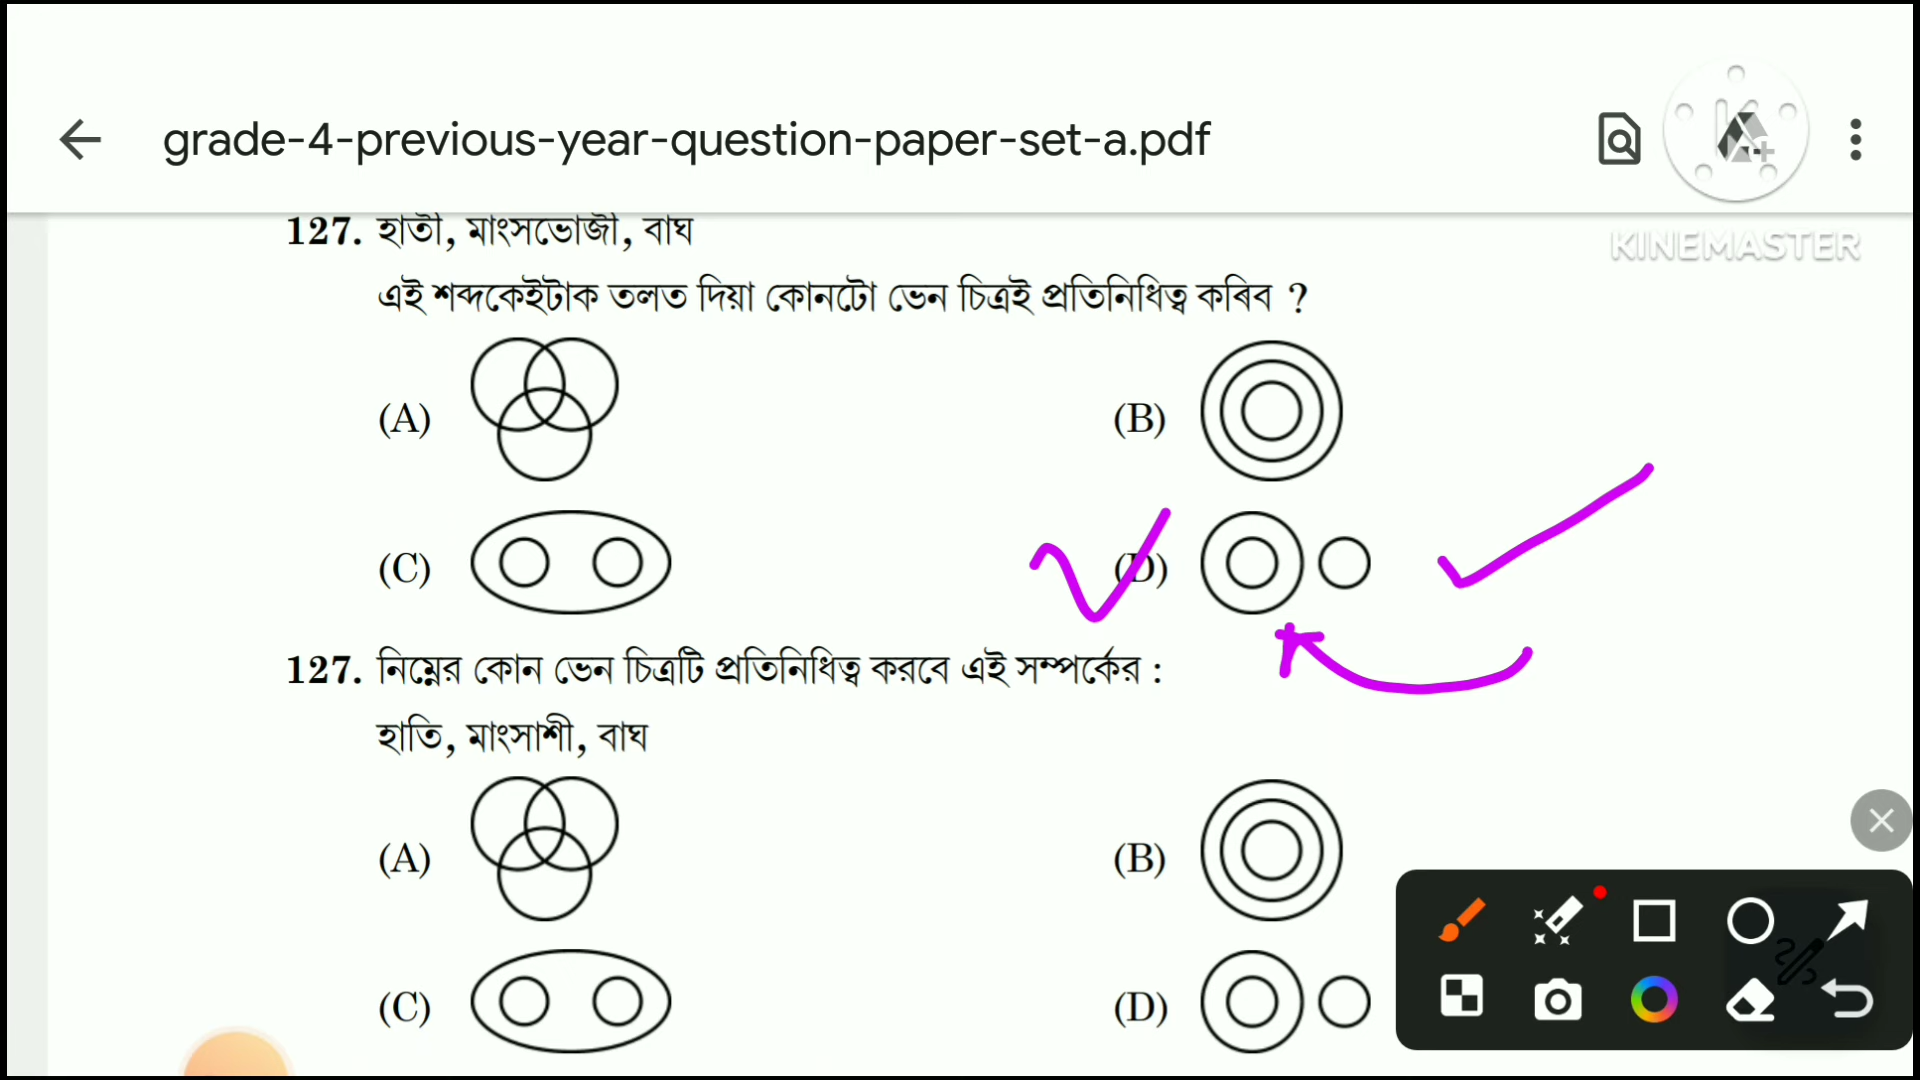 grade-4-previous-year-question-paper-set-a.pdf
KINEMASTER
127. হাতী, মাংসভোজী, বাঘ
এই শব্দকেইটাক তলত দিয়া কোনটো ভেন চিত্ৰই প্ৰতিনিধিত্ব কৰিব ?
(A) (B)
(C) (D)
127. নিম্নের কোন ভেন চিত্রটি প্রতিনিধিত্ব করবে এই সম্পর্কের :
হাতি, মাংসাশী, বাঘ
(A) (B)
(C) (D)